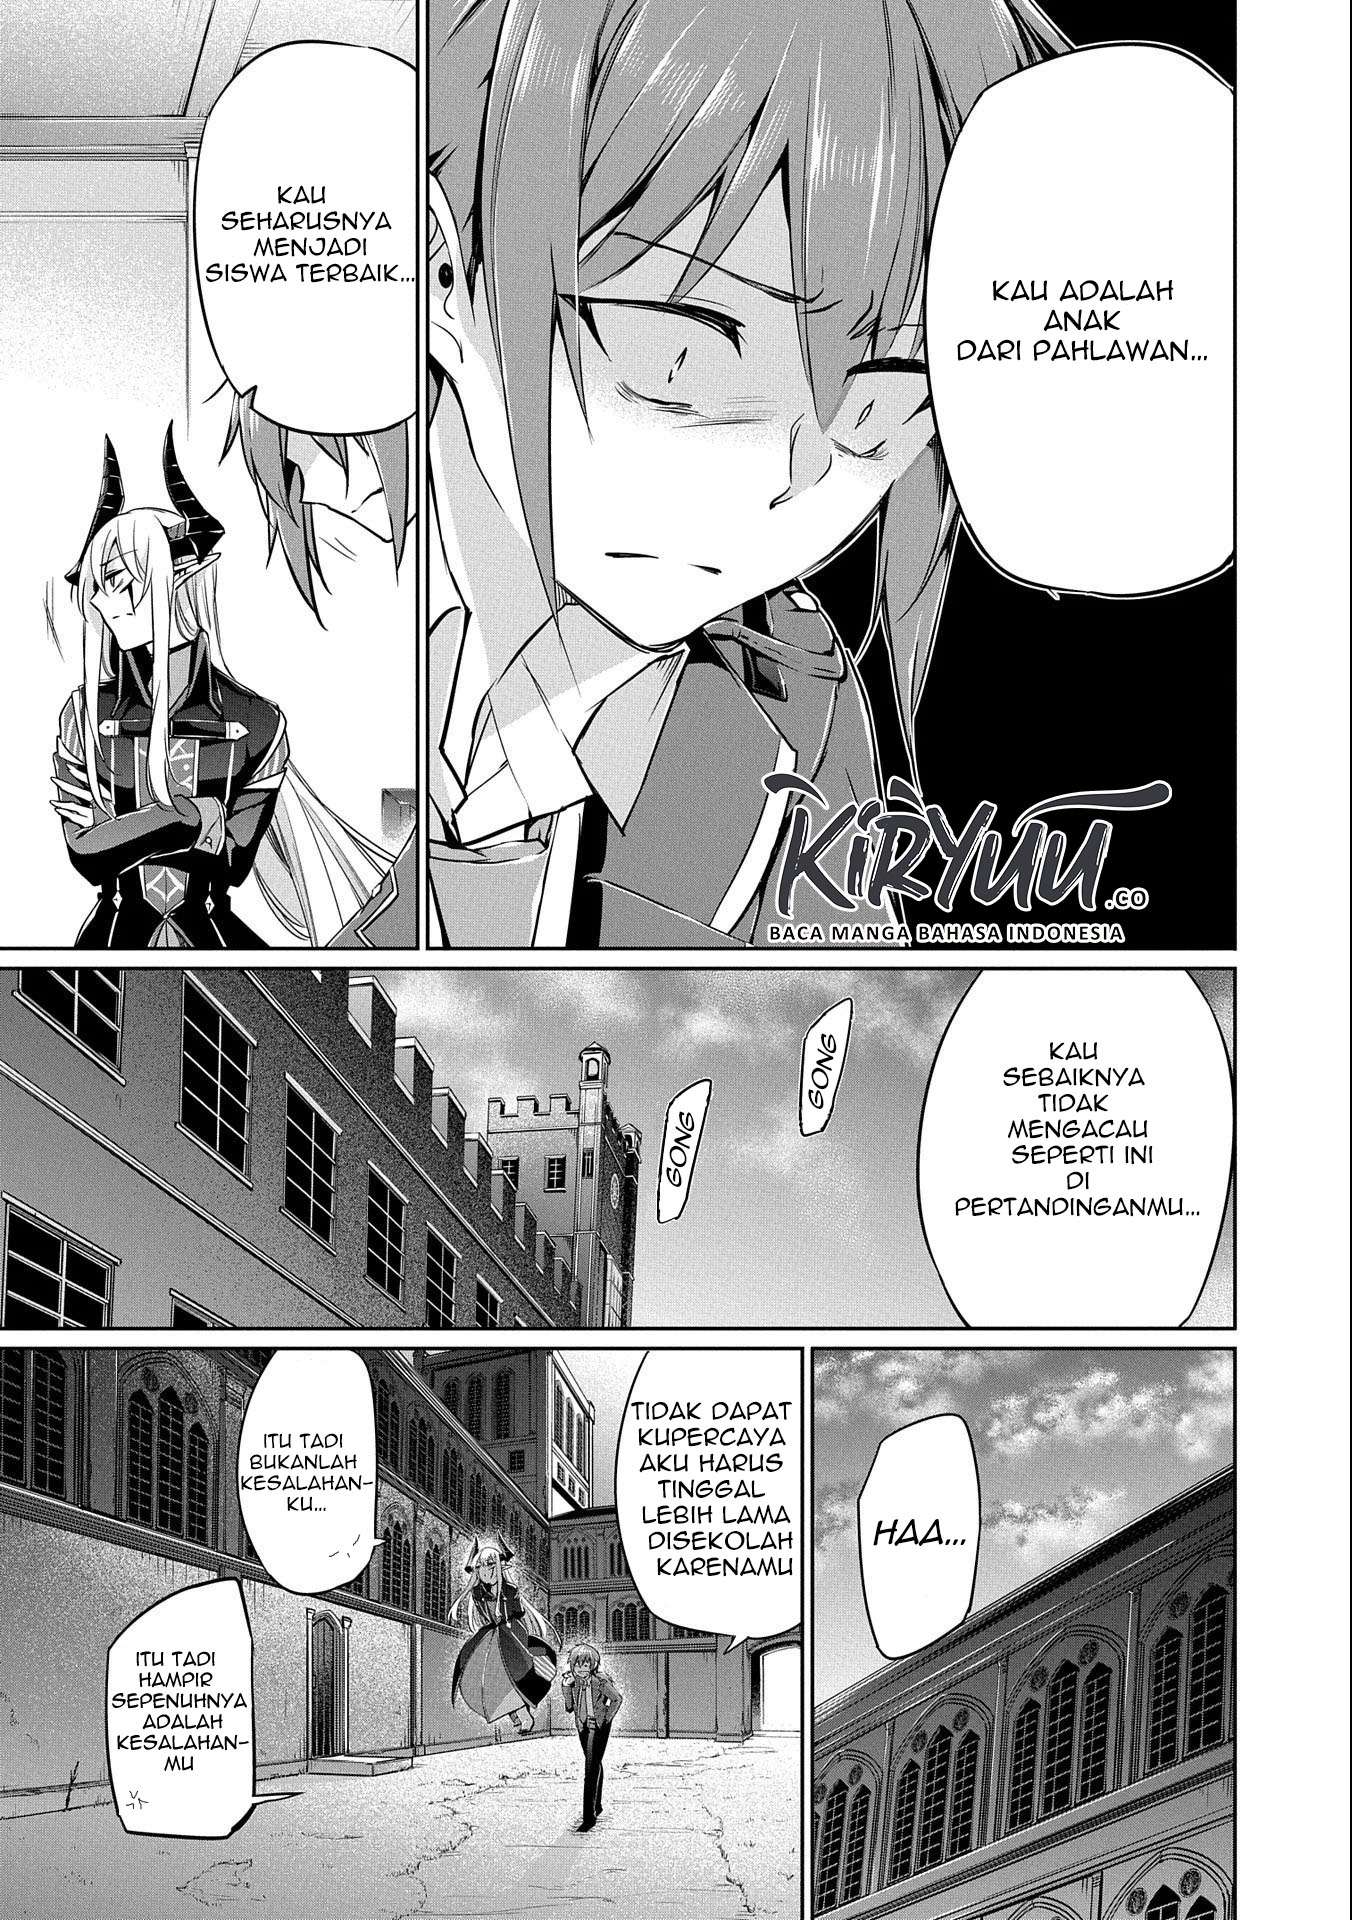 KAU ADALAH
ANAK
DARI PAHLAWAN...
KAU
SEHARUSNYA
MENJADI
SISWA TERBAIK...
KIRYUU.CO
BACA MANGA BAHASA INDONESIA
KAU
SEBAIKNYA
TIDAK
MENGACAU
SEPERTI INI
DI
PERTANDINGANMU...
GONG
GONG
HAA...
TIDAK DAPAT
KUPERCAYA
AKU HARUS
TINGGAL
LEBIH LAMA
DISEKOLAH
KARENAMU
ITU TADI
BUKANLAH
KESALAHAN-
KU...
ITU TADI
HAMPIR
SEPENUHNYA
ADALAH
KESALAHAN-
MU